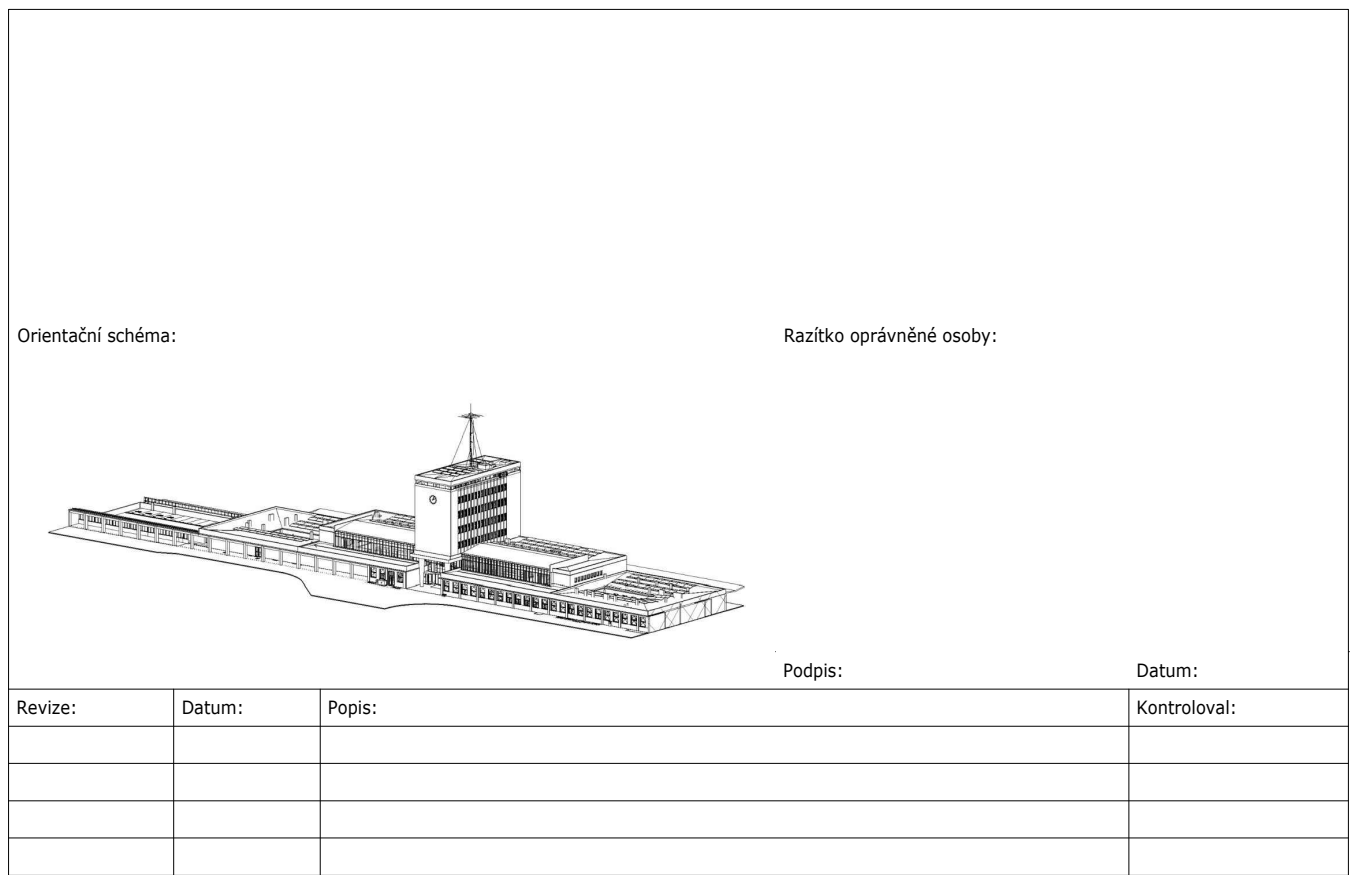 Orientační schéma:
Razítko oprávněné osoby:
Podpis:
Datum:
Revize:
Datum:
Popis:
Kontroloval: